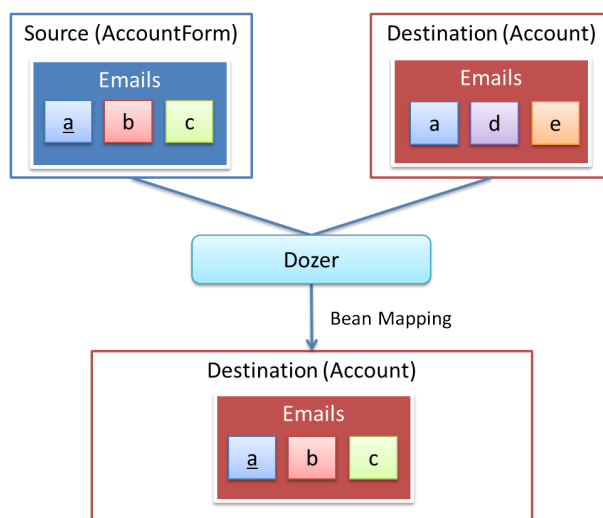 Source (AccountForm)
Emails
a b c
Destination (Account)
Emails
a d e
Dozer
Bean Mapping
Destination (Account)
Emails
a b c